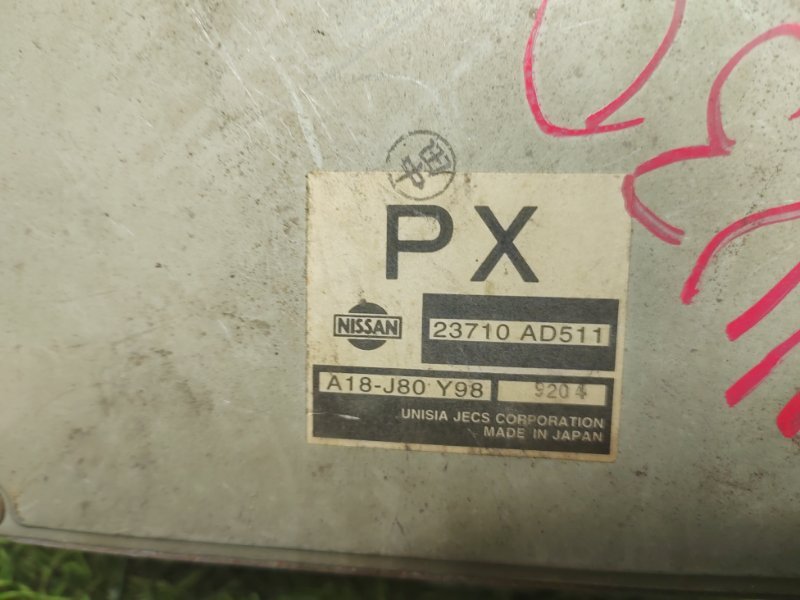 PX
NISSAN
23710 AD511
A18-J80 Y98
9204
UNISIA JECS CORPORATION
MADE IN JAPAN